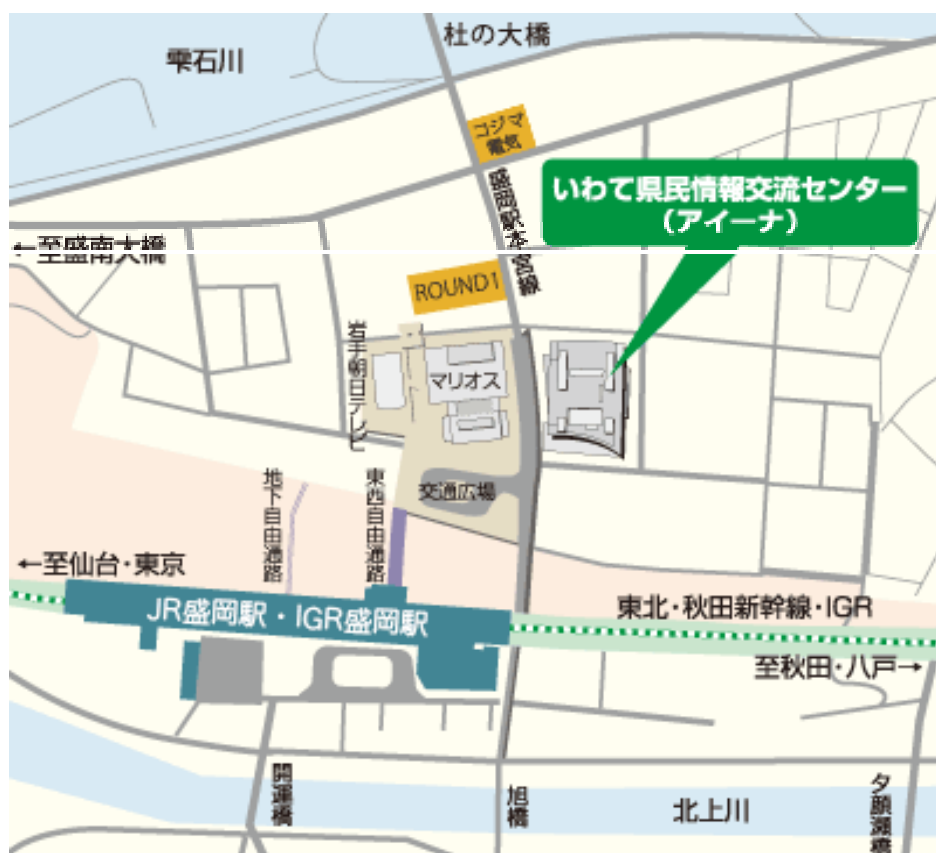 杜の大橋
雫石川
コジマ
電気
盛岡駅本宮線
いわて県民情報交流センター
（アイーナ）
←至盛南大橋
ROUND1
岩手朝日テレビ
マリオス
地下自由通路
東西自由通路
交通広場
←至仙台・東京
JR盛岡駅・IGR盛岡駅
東北・秋田新幹線・IGR
至秋田・八戸→
開運橋
旭橋
北上川
夕顔瀬橋